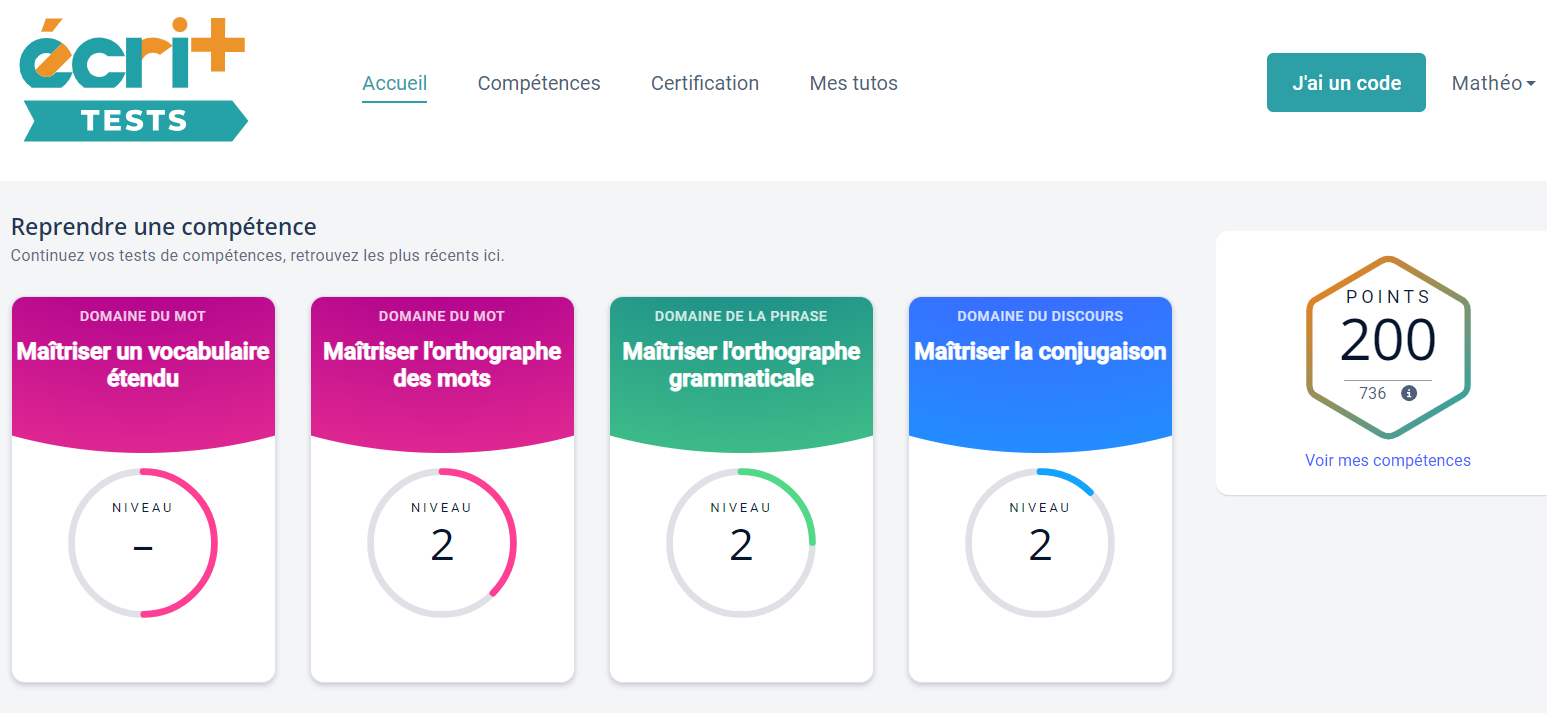 écri+
TESTS
Accueil
Compétences
Certification
Mes tutos
J'ai un code
Mathéo
Reprendre une compétence
Continuez vos tests de compétences, retrouvez les plus récents ici.
DOMAINE DU MOT
Maîtriser un vocabulaire
étendu
NIVEAU
–
DOMAINE DU MOT
Maîtriser l'orthographe
des mots
NIVEAU
2
DOMAINE DE LA PHRASE
Maîtriser l'orthographe
grammaticale
NIVEAU
2
DOMAINE DU DISCOURS
Maîtriser la conjugaison
NIVEAU
2
POINTS
200
736
Voir mes compétences